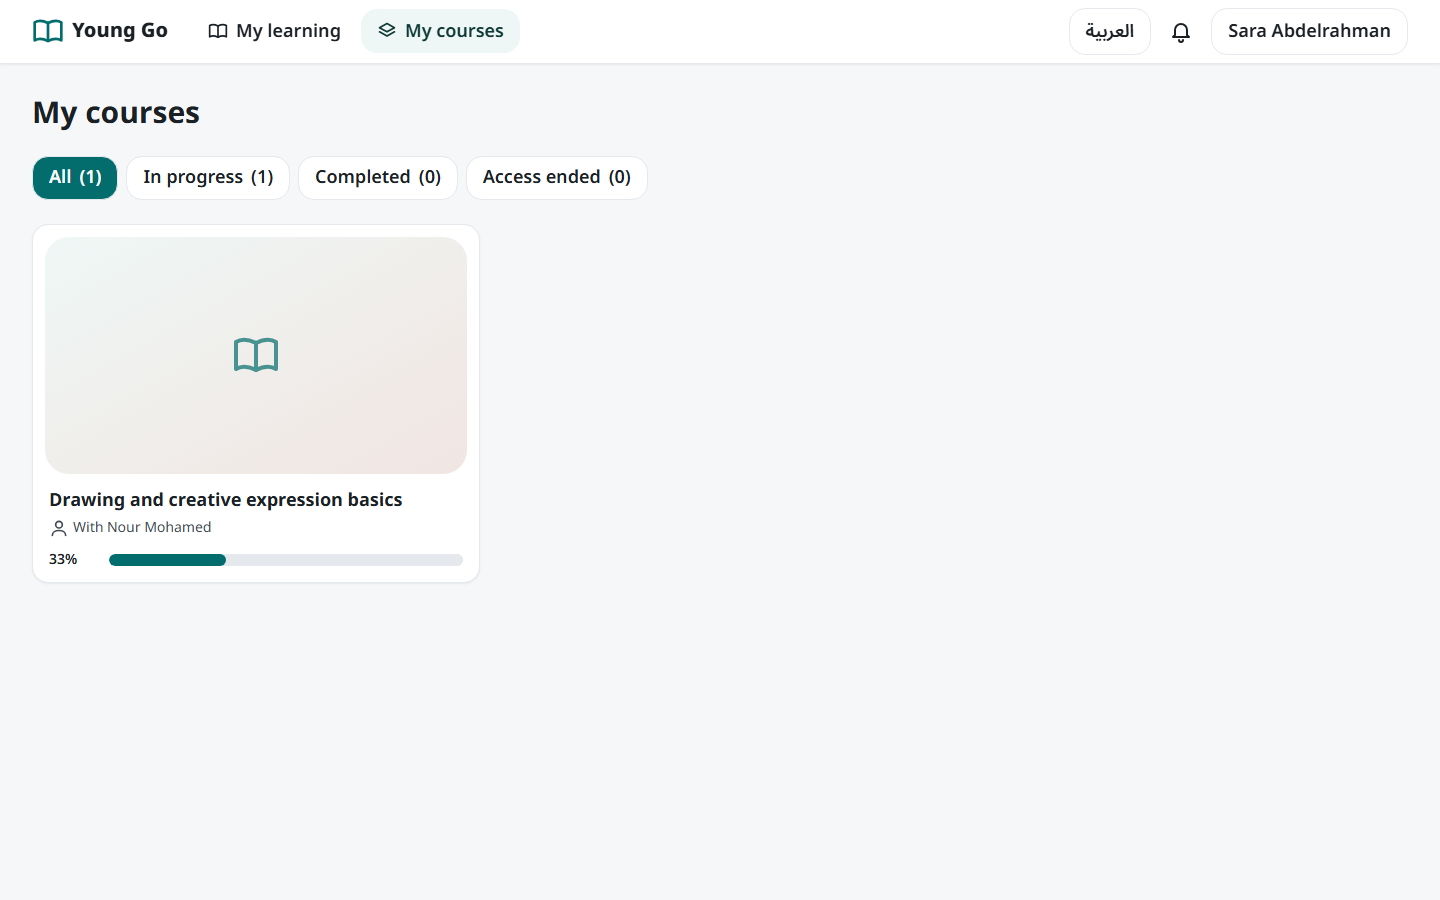 Young Go
My learning
My courses
العربية
Sara Abdelrahman
My courses
All (1)
In progress (1)
Completed (0)
Access ended (0)
Drawing and creative expression basics
With Nour Mohamed
33%